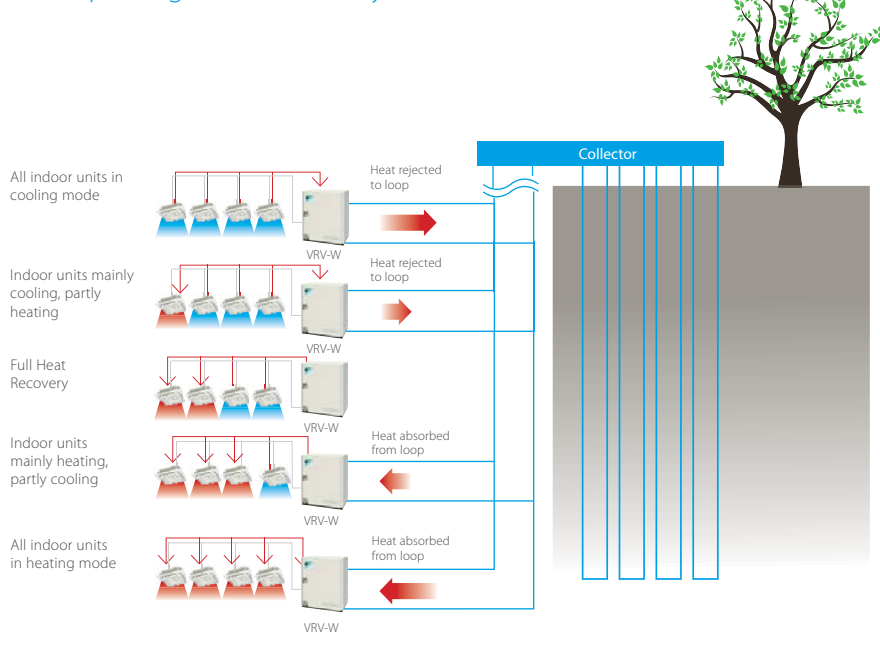 Collector
All indoor units in
cooling mode
Heat rejected
to loop
VRV-W
Indoor units mainly
cooling, partly
heating
Heat rejected
to loop
VRV-W
Full Heat
Recovery
VRV-W
Indoor units
mainly heating,
partly cooling
Heat absorbed
from loop
VRV-W
All indoor units
in heating mode
Heat absorbed
from loop
VRV-W